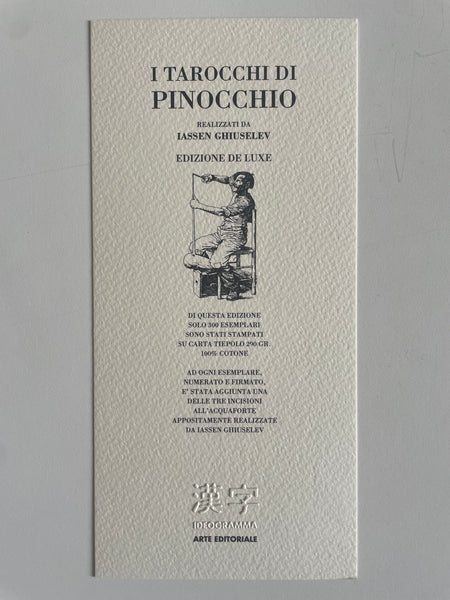 I TAROCCHI DI
PINOCCHIO
REALIZZATI DA
IASSEN GHIUSELEV
EDIZIONE DE LUXE
DI QUESTA EDIZIONE
SOLO 300 ESEMPLARI
SONO STATI STAMPATI
SU CARTA TIEPOLO 290 GR.
100% COTONE
AD OGNI ESEMPLARE,
NUMERATO E FIRMATO,
E' STATA AGGIUNTA UNA
DELLE TRE INCISIONI
ALL'ACQUAFORTE
APPOSITAMENTE REALIZZATE
DA IASSEN GHIUSELEV
漢字
IDEOGRAMMA
ARTE EDITORIALE